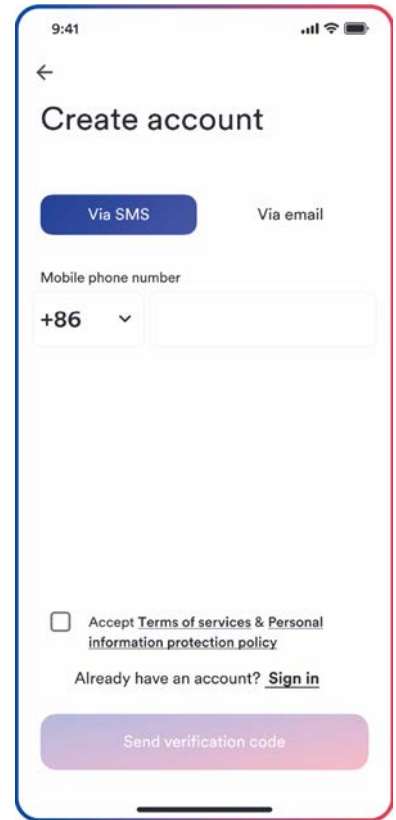 9:41
Create account
Via SMS Via email
Mobile phone number
+86
Accept Terms of services & Personal
information protection policy
Already have an account? Sign in
Send verification code